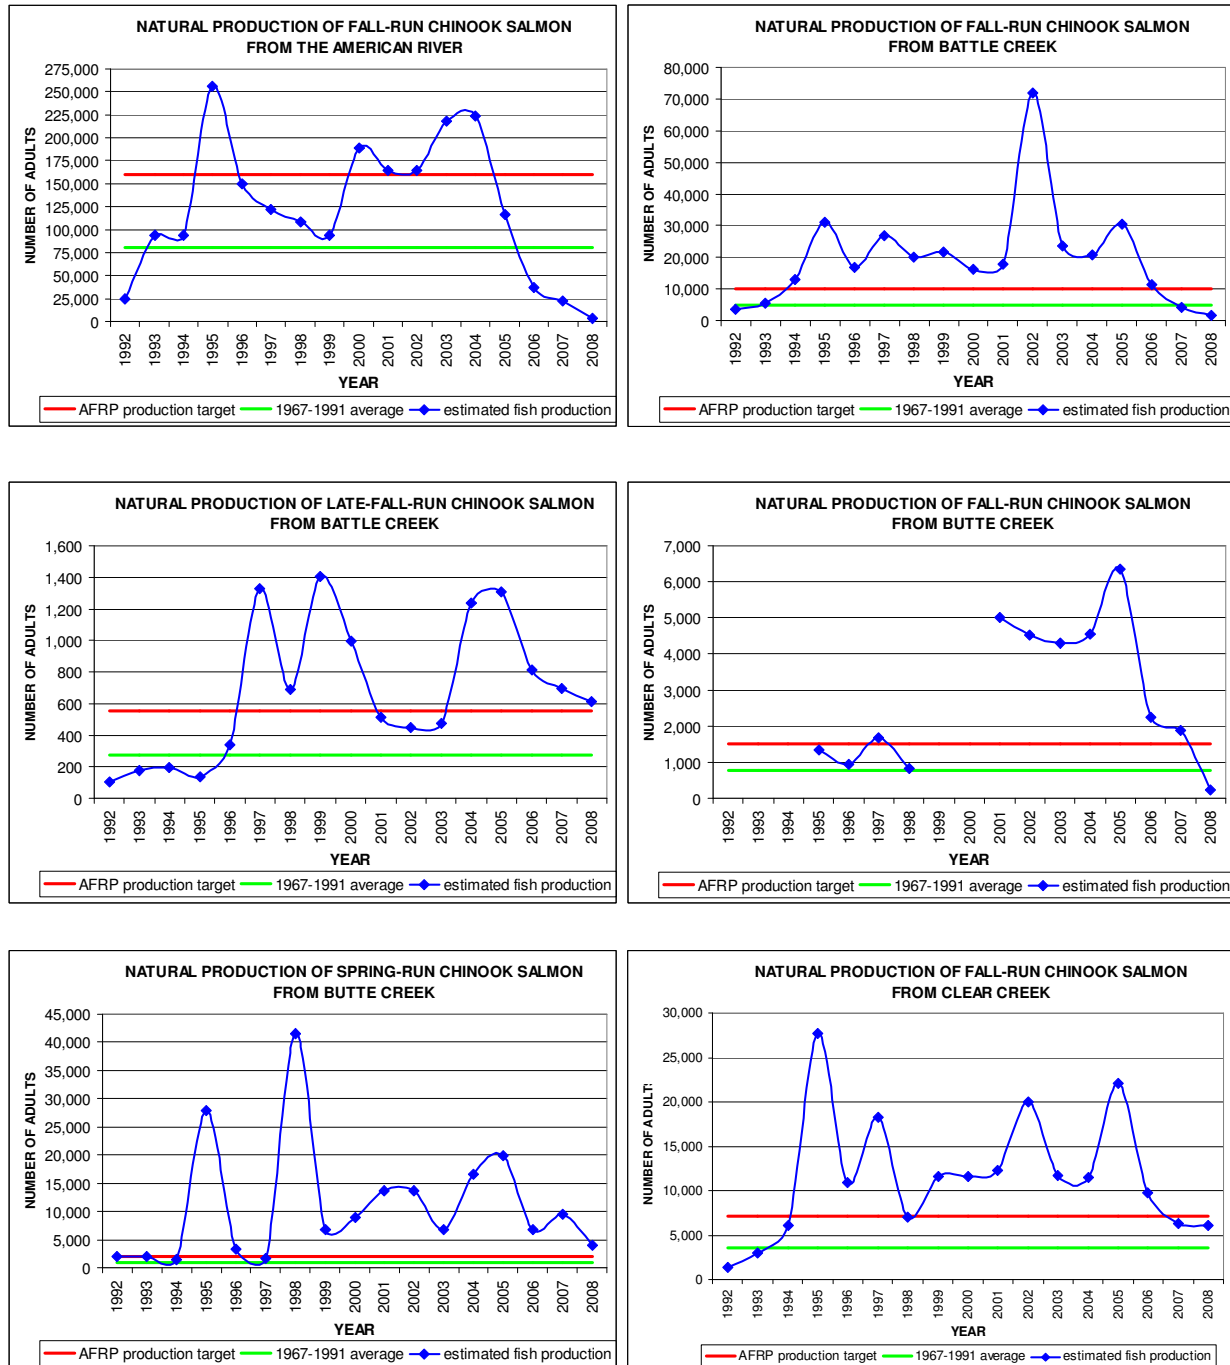 NATURAL PRODUCTION OF FALL-RUN CHINOOK SALMON
FROM THE AMERICAN RIVER
275,000
250,000
225,000
200,000
175,000
150,000
125,000
100,000
75,000
50,000
25,000
0
NUMBER OF ADULTS
1992 1993 1994 1995 1996 1997 1998 1999 2000 2001 2002 2003 2004 2005 2006 2007 2008
YEAR
AFRP production target 1967-1991 average estimated fish production
NATURAL PRODUCTION OF FALL-RUN CHINOOK SALMON
FROM BATTLE CREEK
80,000
70,000
60,000
50,000
40,000
30,000
20,000
10,000
0
NUMBER OF ADULTS
1992 1993 1994 1995 1996 1997 1998 1999 2000 2001 2002 2003 2004 2005 2006 2007 2008
YEAR
AFRP production target 1967-1991 average estimated fish production
NATURAL PRODUCTION OF LATE-FALL-RUN CHINOOK SALMON
FROM BATTLE CREEK
1,600
1,400
1,200
1,000
800
600
400
200
0
NUMBER OF ADULTS
1992 1993 1994 1995 1996 1997 1998 1999 2000 2001 2002 2003 2004 2005 2006 2007 2008
YEAR
AFRP production target 1967-1991 average estimated fish production
NATURAL PRODUCTION OF FALL-RUN CHINOOK SALMON
FROM BUTTE CREEK
7,000
6,000
5,000
4,000
3,000
2,000
1,000
0
NUMBER OF ADULTS
1992 1993 1994 1995 1996 1997 1998 1999 2000 2001 2002 2003 2004 2005 2006 2007 2008
YEAR
AFRP production target 1967-1991 average estimated fish production
NATURAL PRODUCTION OF SPRING-RUN CHINOOK SALMON
FROM BUTTE CREEK
45,000
40,000
35,000
30,000
25,000
20,000
15,000
10,000
5,000
0
NUMBER OF ADULTS
1992 1993 1994 1995 1996 1997 1998 1999 2000 2001 2002 2003 2004 2005 2006 2007 2008
YEAR
AFRP production target 1967-1991 average estimated fish production
NATURAL PRODUCTION OF FALL-RUN CHINOOK SALMON
FROM CLEAR CREEK
30,000
25,000
20,000
15,000
10,000
5,000
0
NUMBER OF ADULT
1992 1993 1994 1995 1996 1997 1998 1999 2000 2001 2002 2003 2004 2005 2006 2007 2008
YEAR
AFRP production target 1967-1991 average estimated fish production